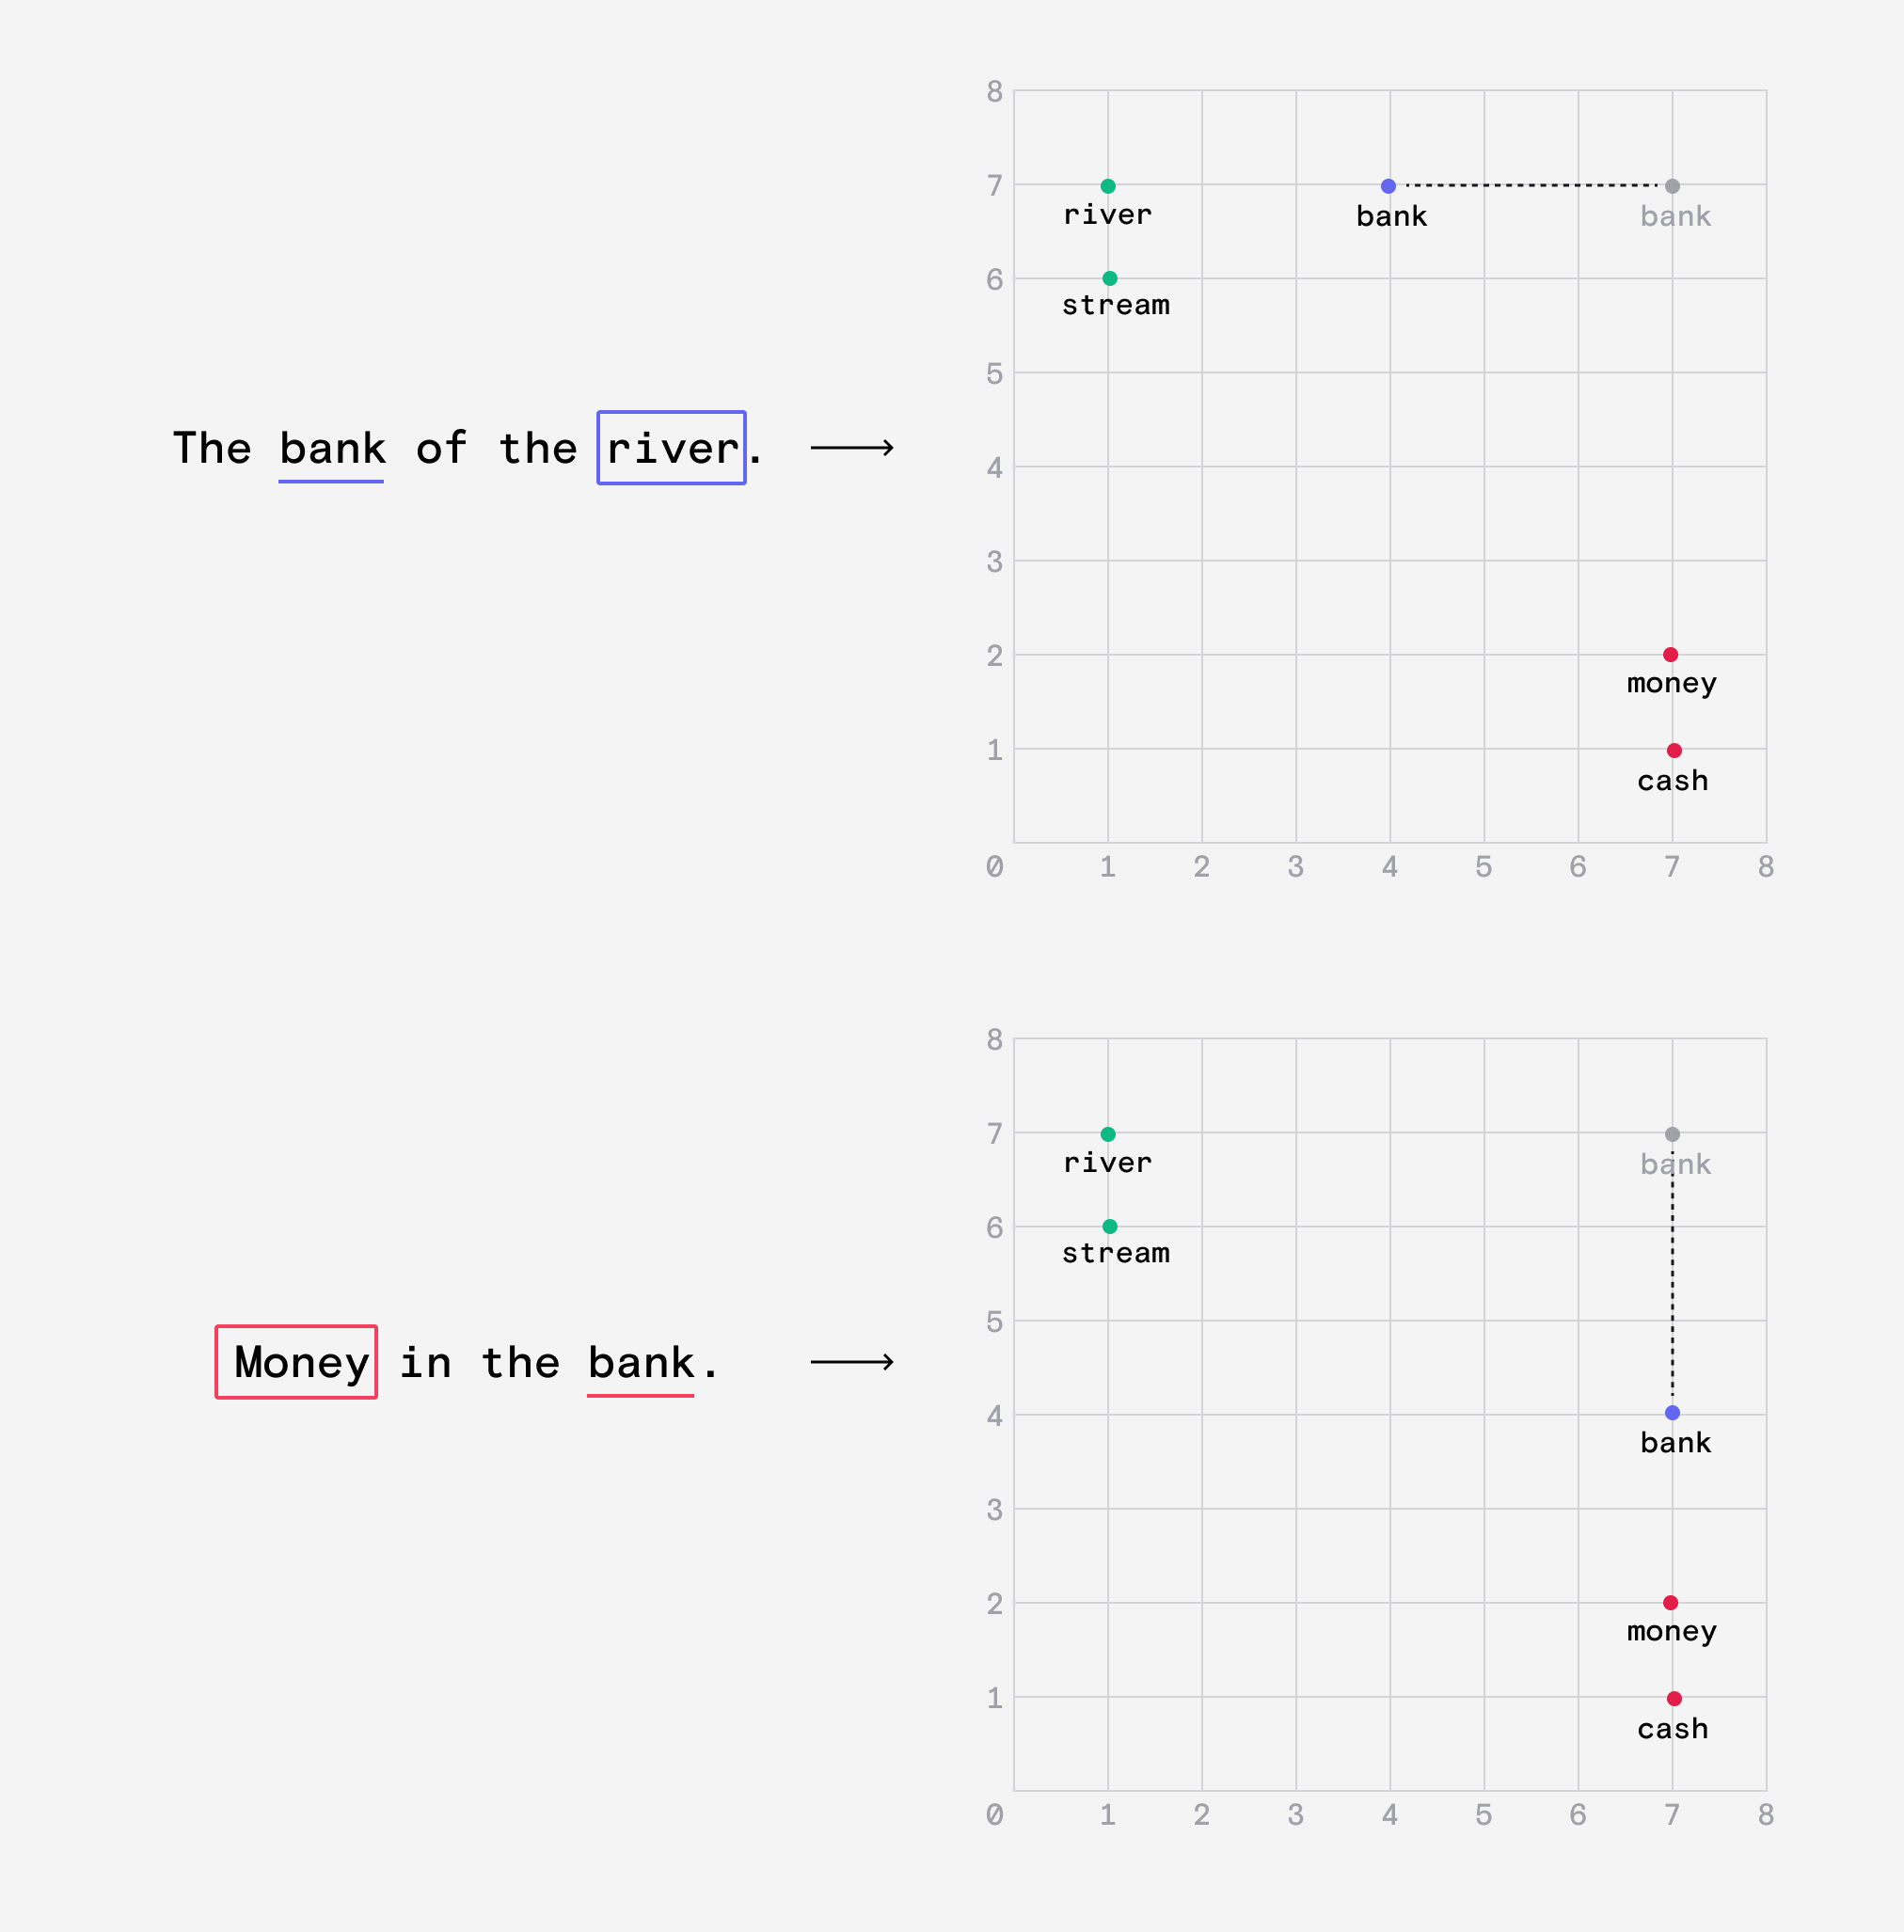 8
7
river
bank
bank
6
stream
5
The bank of the river.
4
3
2
money
1
cash
0 1 2 3 4 5 6 7 8
8
7
river
bank
6
stream
5
Money in the bank.
4
bank
3
2
money
1
cash
0 1 2 3 4 5 6 7 8